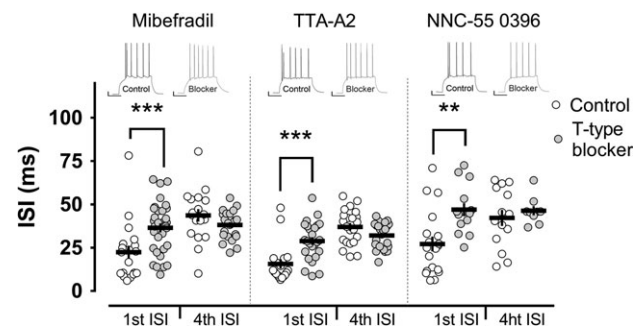 Mibefradil
TTA-A2
NNC-55 0396
Control
Blocker
Control
Blocker
Control
Blocker
Control
T-type
blocker
ISI (ms)
100
75
50
25
0
***
***
**
1st ISI
4th ISI
1st ISI
4th ISI
1st ISI
4ht ISI